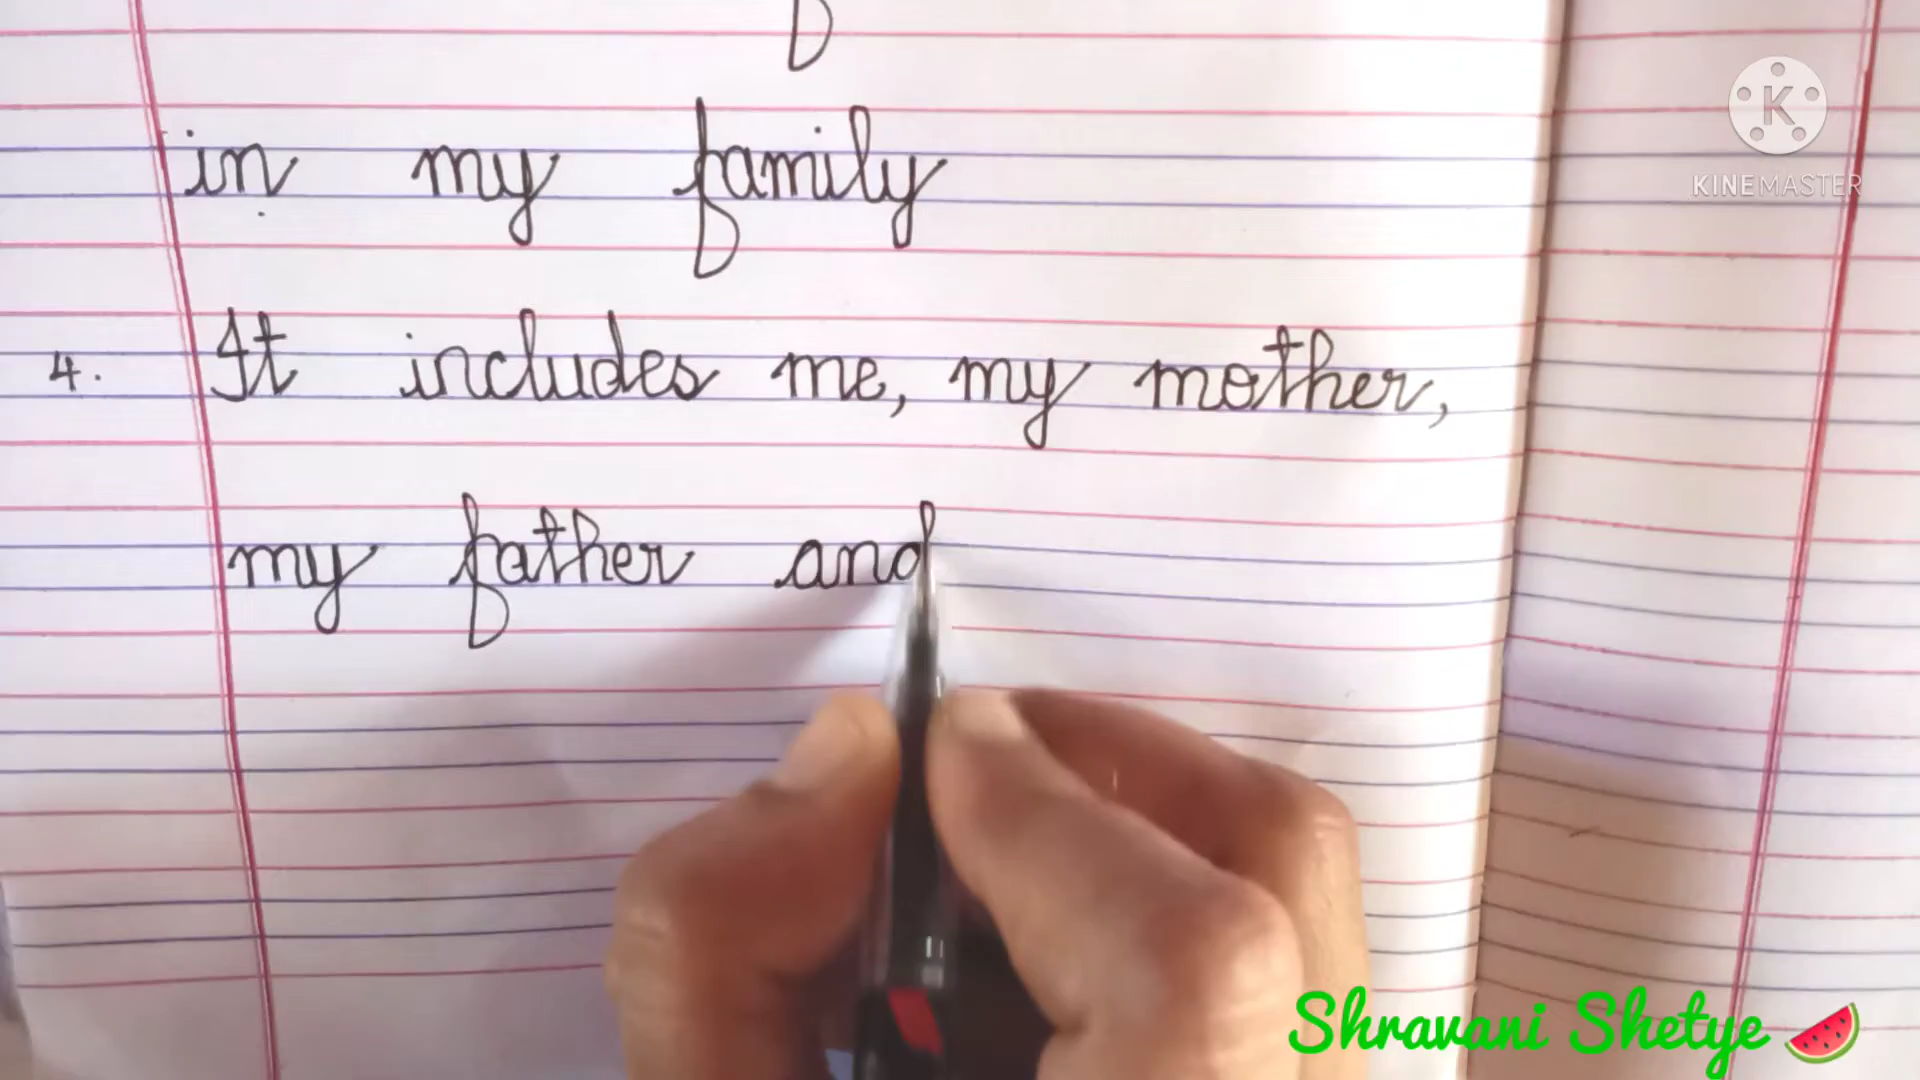 in my family
4. It includes me, my mother,
my father and
KINEMASTER
Shravani Shetye